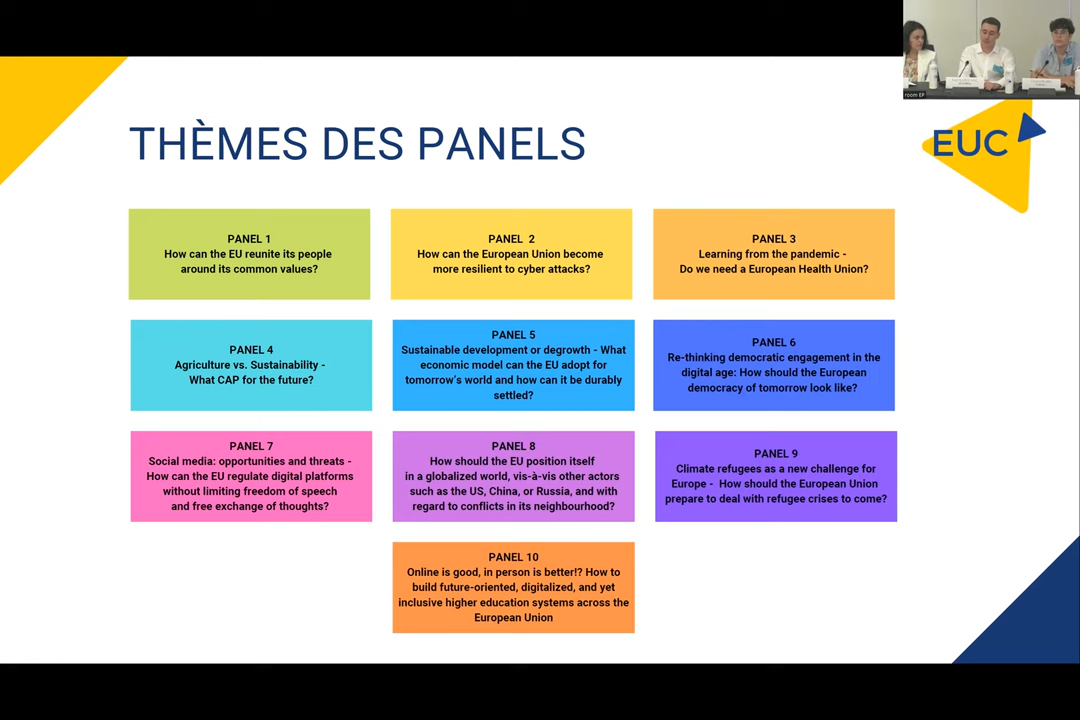 room EP
EUC
THÈMES DES PANELS
PANEL 1
How can the EU reunite its people
around its common values?
PANEL 2
How can the European Union become
more resilient to cyber attacks?
PANEL 3
Learning from the pandemic -
Do we need a European Health Union?
PANEL 4
Agriculture vs. Sustainability -
What CAP for the future?
PANEL 5
Sustainable development or degrowth - What
economic model can the EU adopt for
tomorrow's world and how can it be durably
settled?
PANEL 6
Re-thinking democratic engagement in the
digital age: How should the European
democracy of tomorrow look like?
PANEL 7
Social media: opportunities and threats -
How can the EU regulate digital platforms
without limiting freedom of speech
and free exchange of thoughts?
PANEL 8
How should the EU position itself
in a globalized world, vis-à-vis other actors
such as the US, China, or Russia, and with
regard to conflicts in its neighbourhood?
PANEL 9
Climate refugees as a new challenge for
Europe - How should the European Union
prepare to deal with refugee crises to come?
PANEL 10
Online is good, in person is better!? How to
build future-oriented, digitalized, and yet
inclusive higher education systems across the
European Union